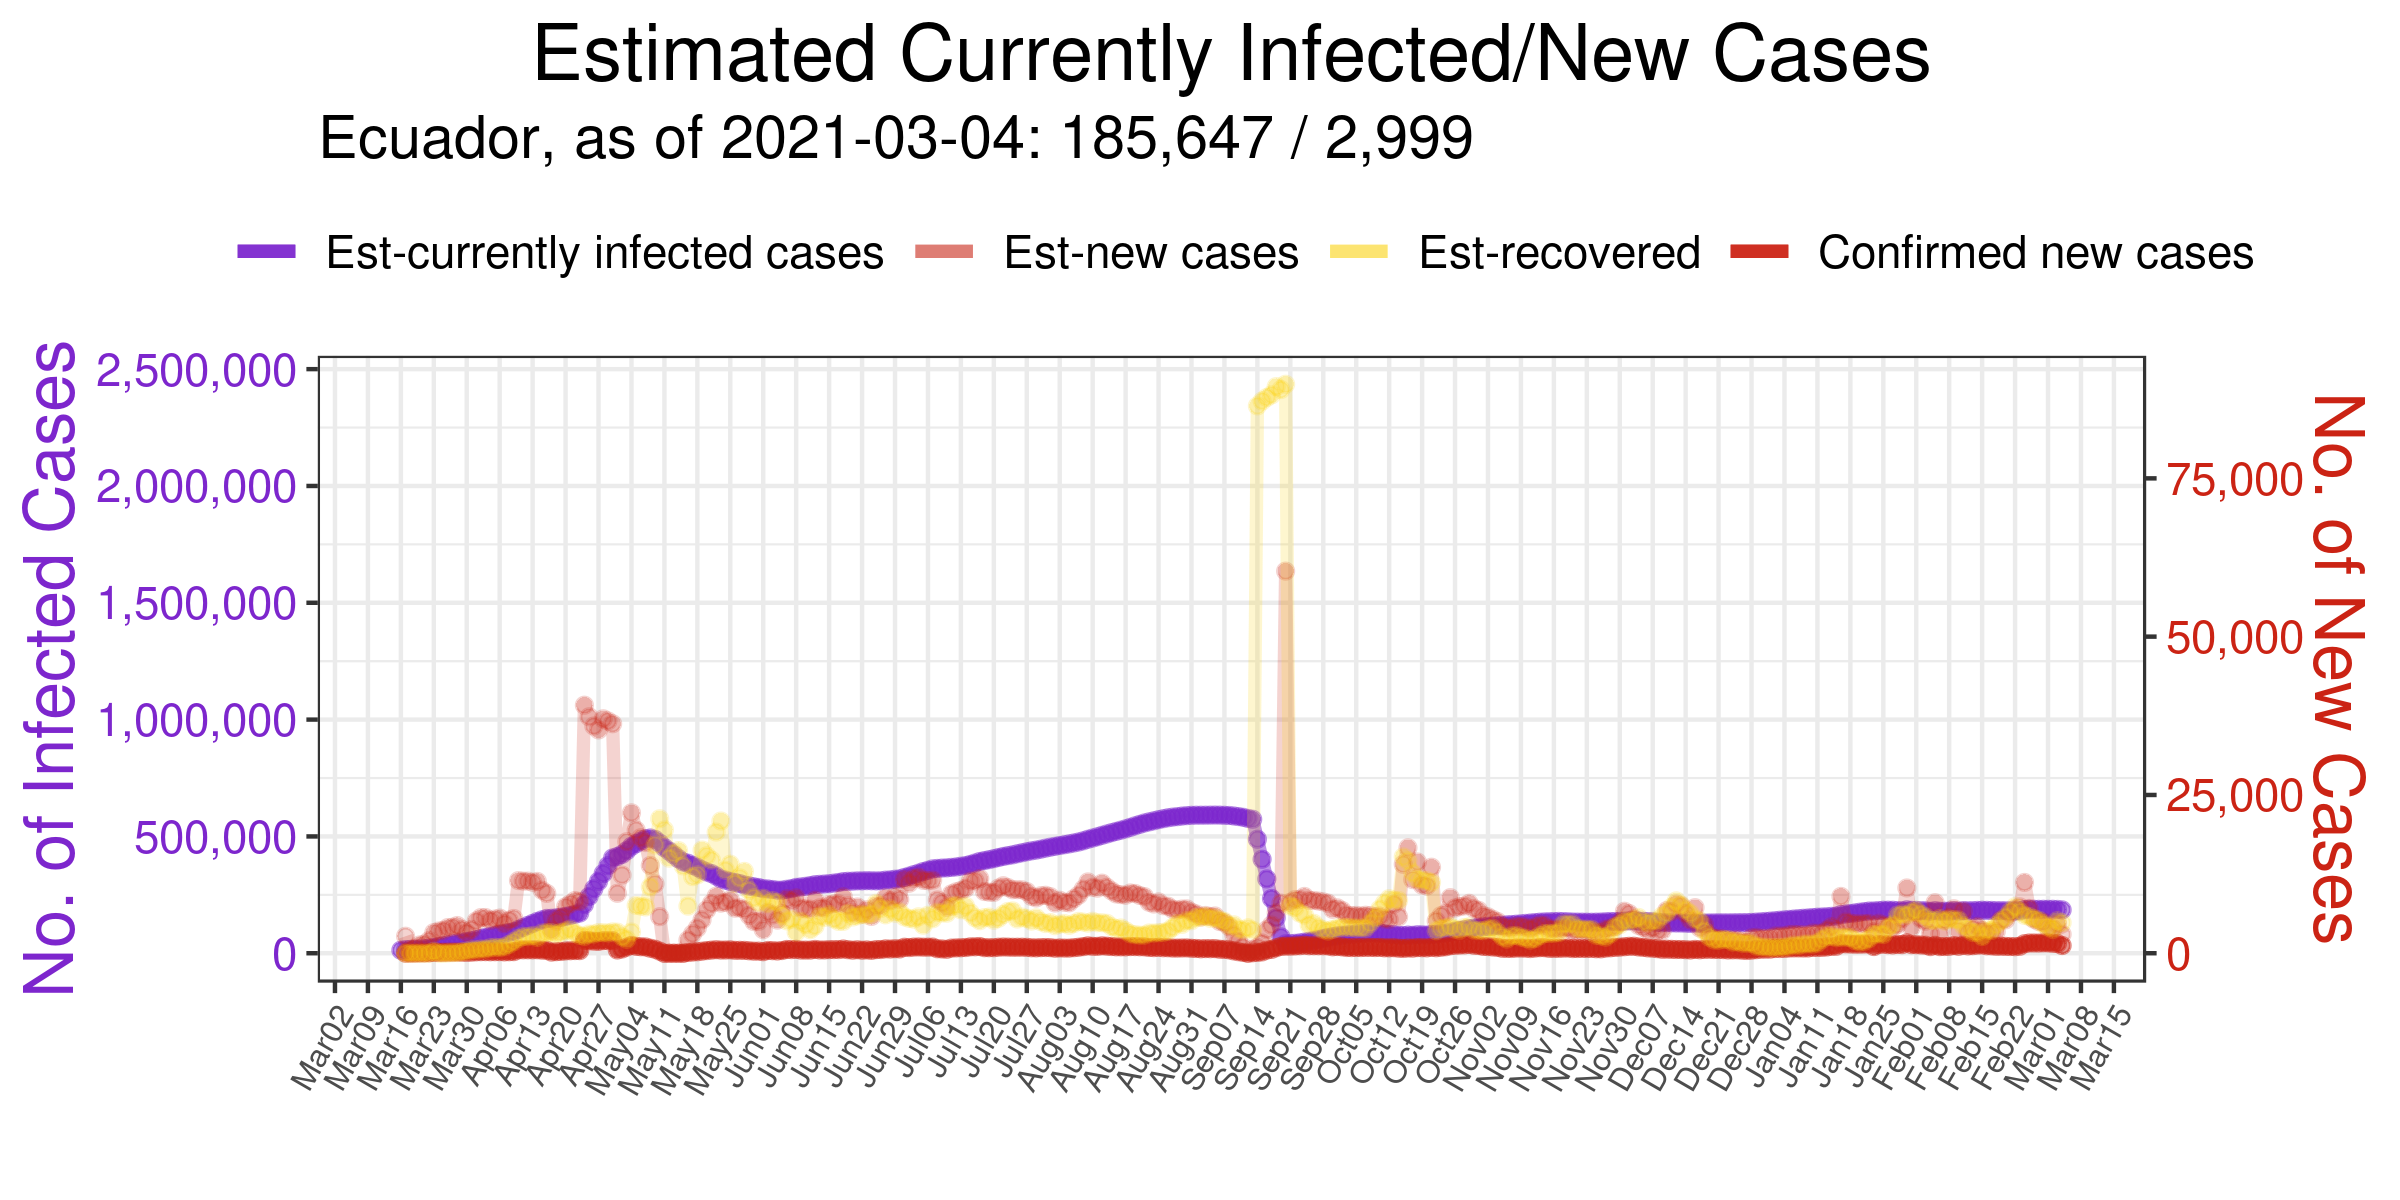 Estimated Currently Infected/New Cases
Ecuador, as of 2021-03-04: 185,647 / 2,999
Est-currently infected cases
Est-new cases
Est-recovered
Confirmed new cases
No. of Infected Cases
2,500,000
2,000,000
1,500,000
1,000,000
500,000
0
75,000
50,000
25,000
0
No. of New Cases
Mar02
Mar09
Mar16
Mar23
Mar30
Apr06
Apr13
Apr20
Apr27
May04
May11
May18
May25
Jun01
Jun08
Jun15
Jun22
Jun29
Jul06
Jul13
Jul20
Jul27
Aug03
Aug10
Aug17
Aug24
Aug31
Sep07
Sep14
Sep21
Sep28
Oct05
Oct12
Oct19
Oct26
Nov02
Nov09
Nov16
Nov23
Nov30
Dec07
Dec14
Dec21
Dec28
Jan04
Jan11
Jan18
Jan25
Feb01
Feb08
Feb15
Feb22
Mar01
Mar08
Mar15